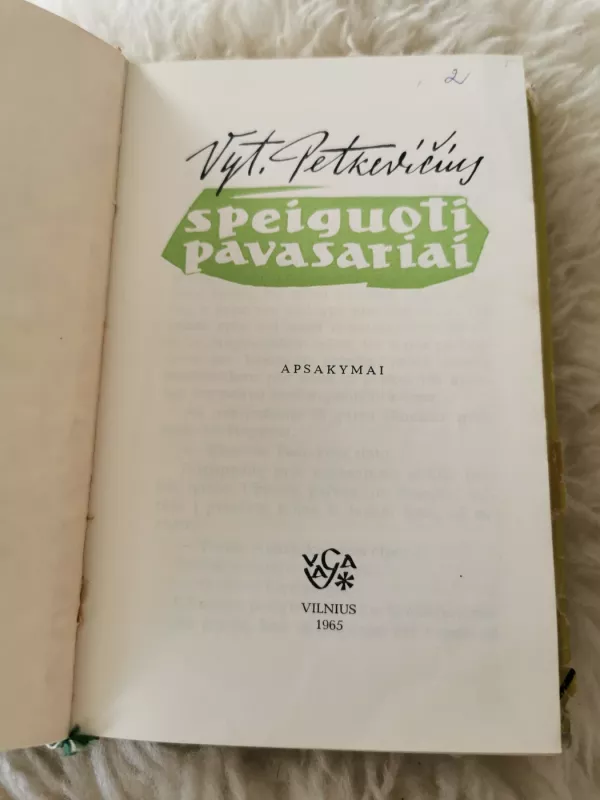 2
Vyt. Petkevičius
speiguoti
pavasariai
APSAKYMAI
VAGA
VILNIUS
1965